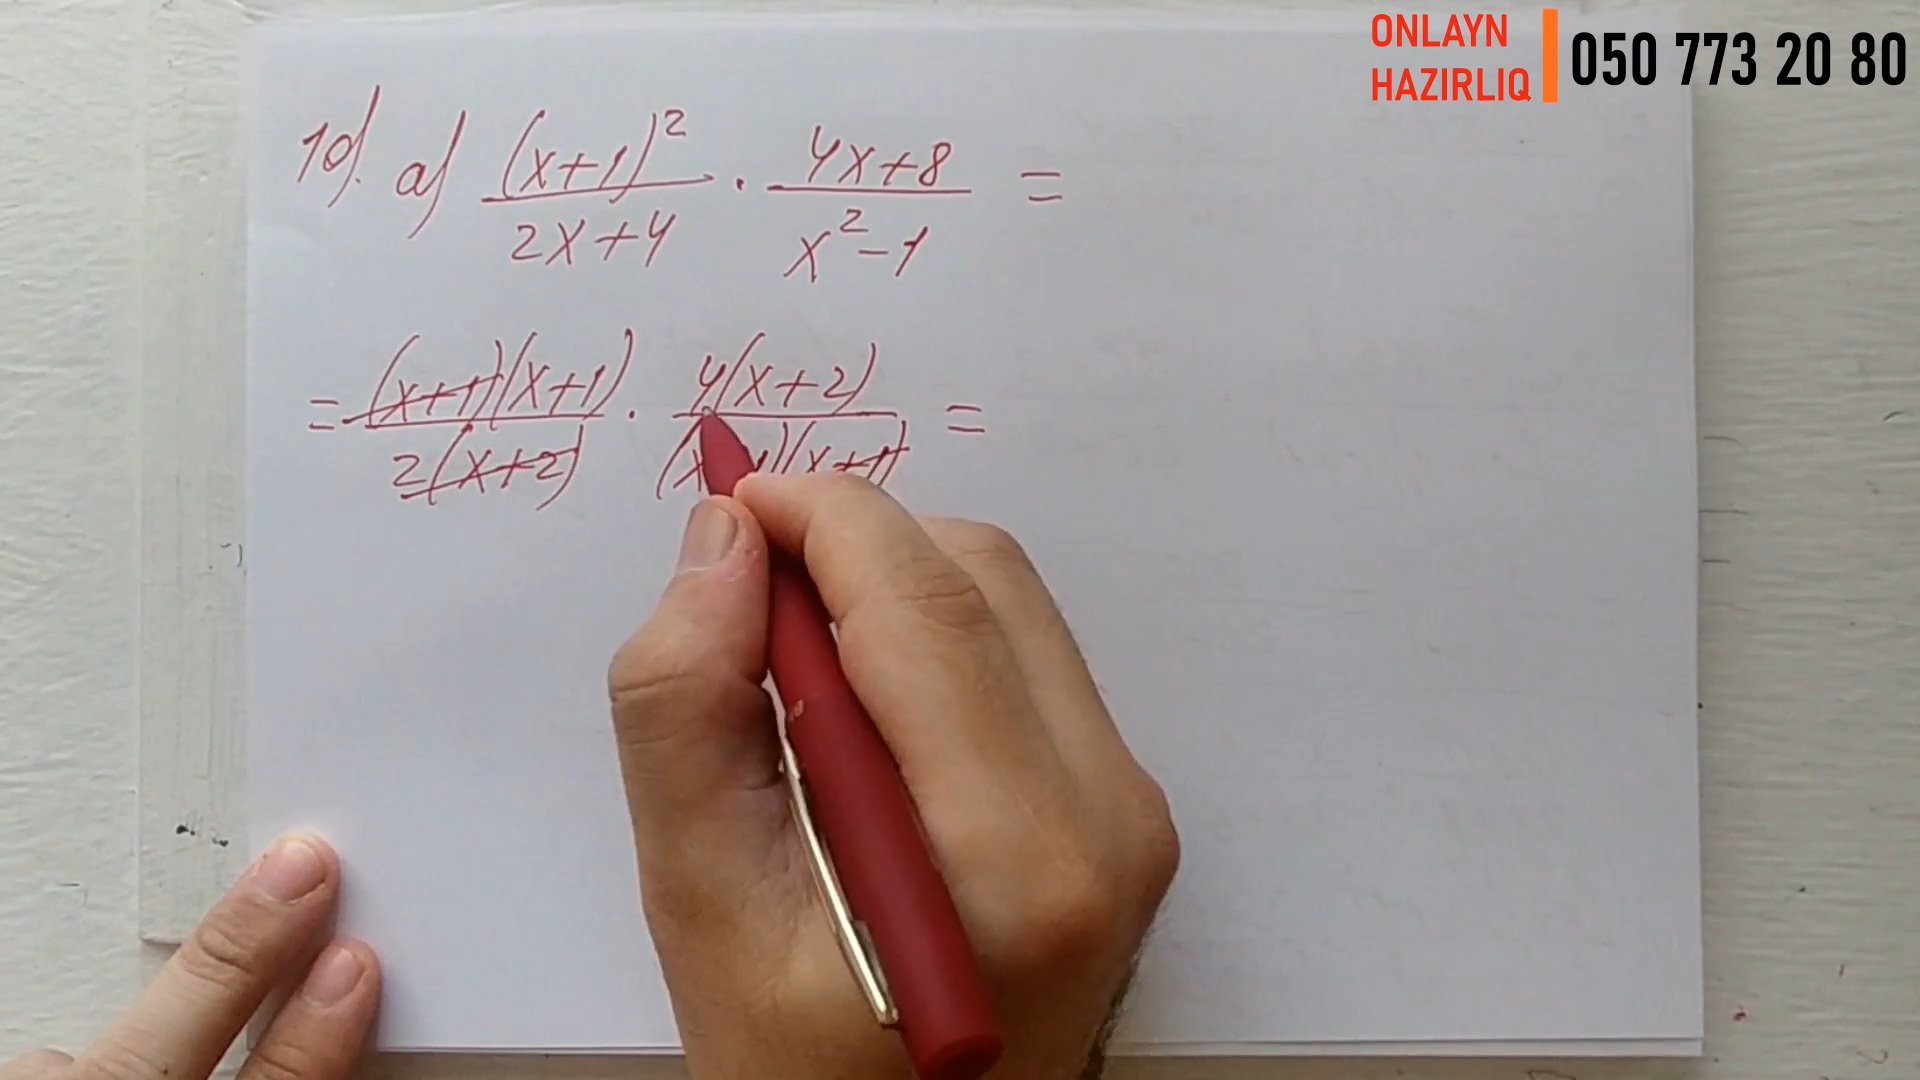 ONLAYN
HAZIRLIQ
050 773 20 80
10). a) (x+1)²/2x+4 · 4x+8/x²-1 =
= (x+1)(x+1)/2(x+2) · 4(x+2)/(x )(x+1) =